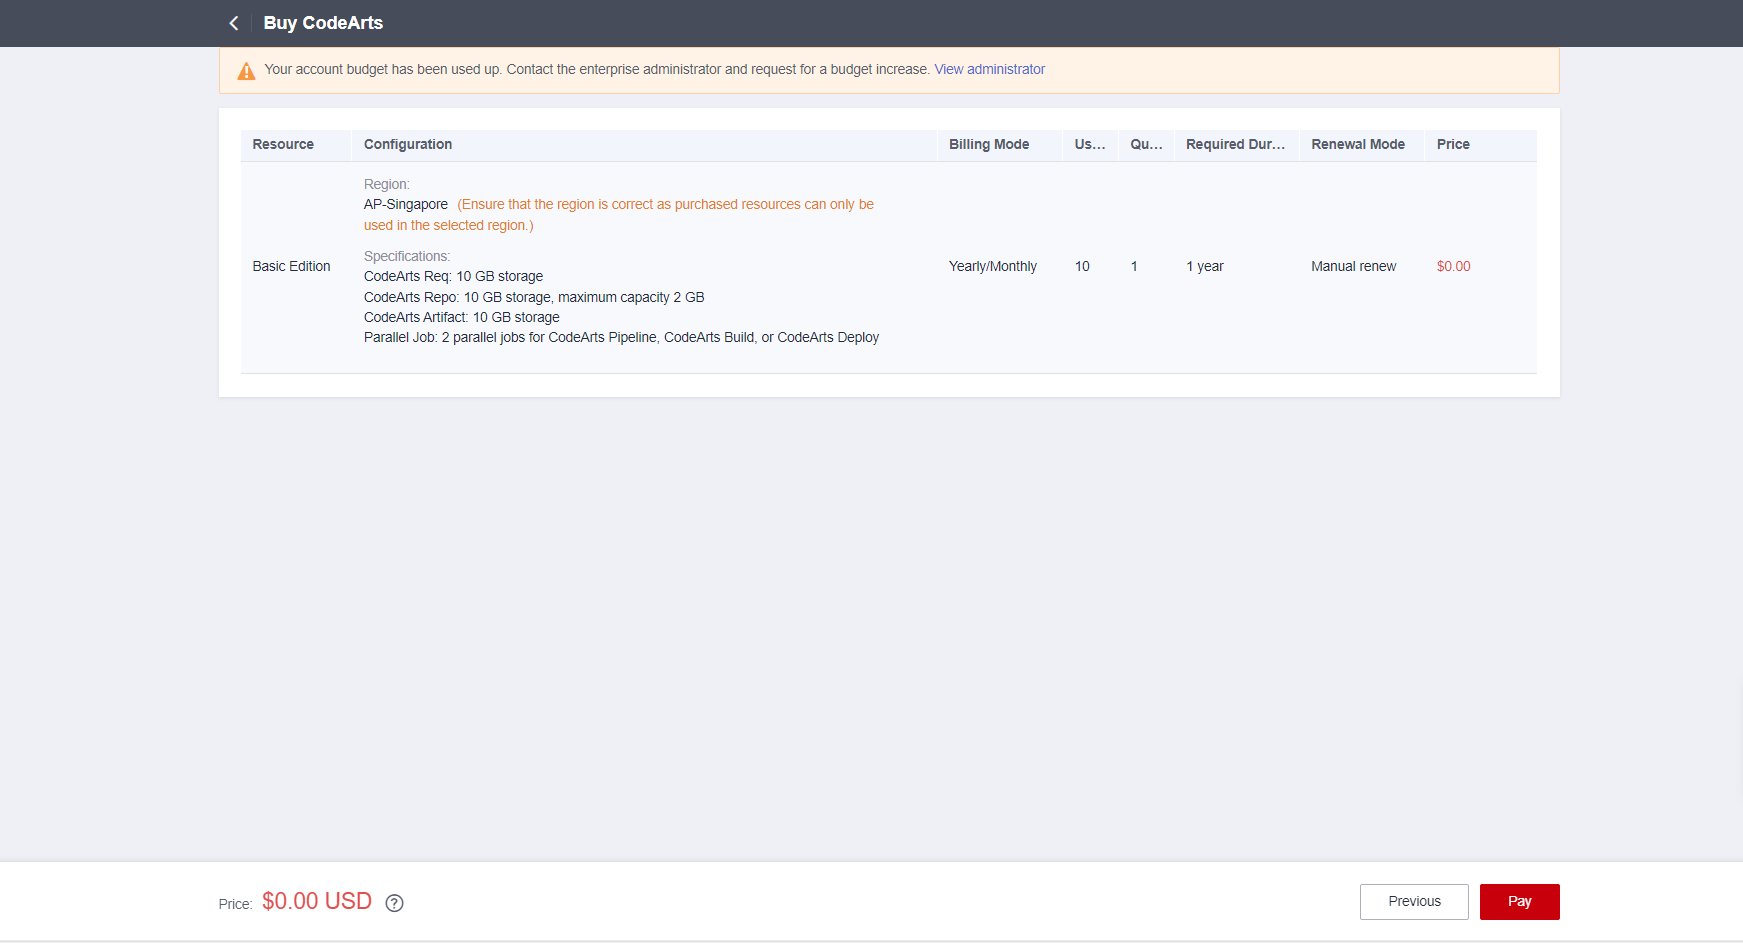 Buy CodeArts
Your account budget has been used up. Contact the enterprise administrator and request for a budget increase. View administrator
Resource Configuration Billing Mode Us... Qu... Required Dur... Renewal Mode Price
Region:
AP-Singapore (Ensure that the region is correct as purchased resources can only be
used in the selected region.)
Specifications:
Basic Edition Yearly/Monthly 10 1 1 year Manual renew $0.00
CodeArts Req: 10 GB storage
CodeArts Repo: 10 GB storage, maximum capacity 2 GB
CodeArts Artifact: 10 GB storage
Parallel Job: 2 parallel jobs for CodeArts Pipeline, CodeArts Build, or CodeArts Deploy
Price: $0.00 USD ? Previous Pay